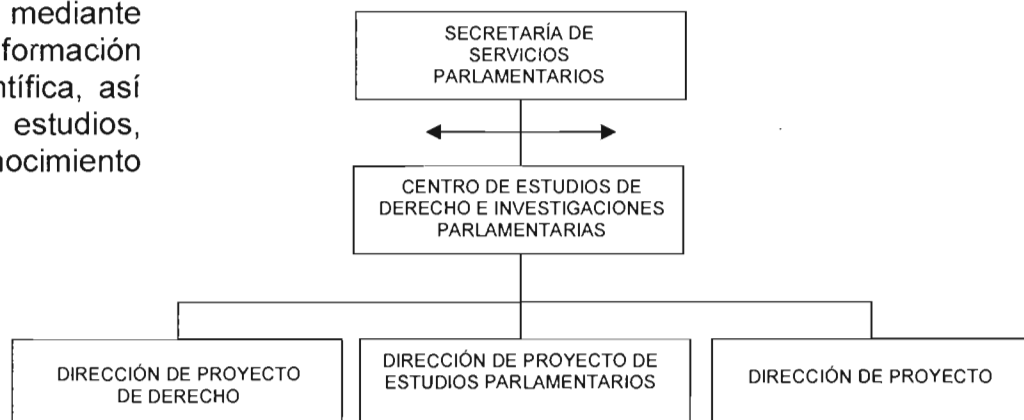 mediante
formación
ntífica, así
estudios,
nocimiento
SECRETARÍA DE
SERVICIOS
PARLAMENTARIOS
CENTRO DE ESTUDIOS DE
DERECHO E INVESTIGACIONES
PARLAMENTARIAS
DIRECCIÓN DE PROYECTO
DE DERECHO
DIRECCIÓN DE PROYECTO DE
ESTUDIOS PARLAMENTARIOS
DIRECCIÓN DE PROYECTO